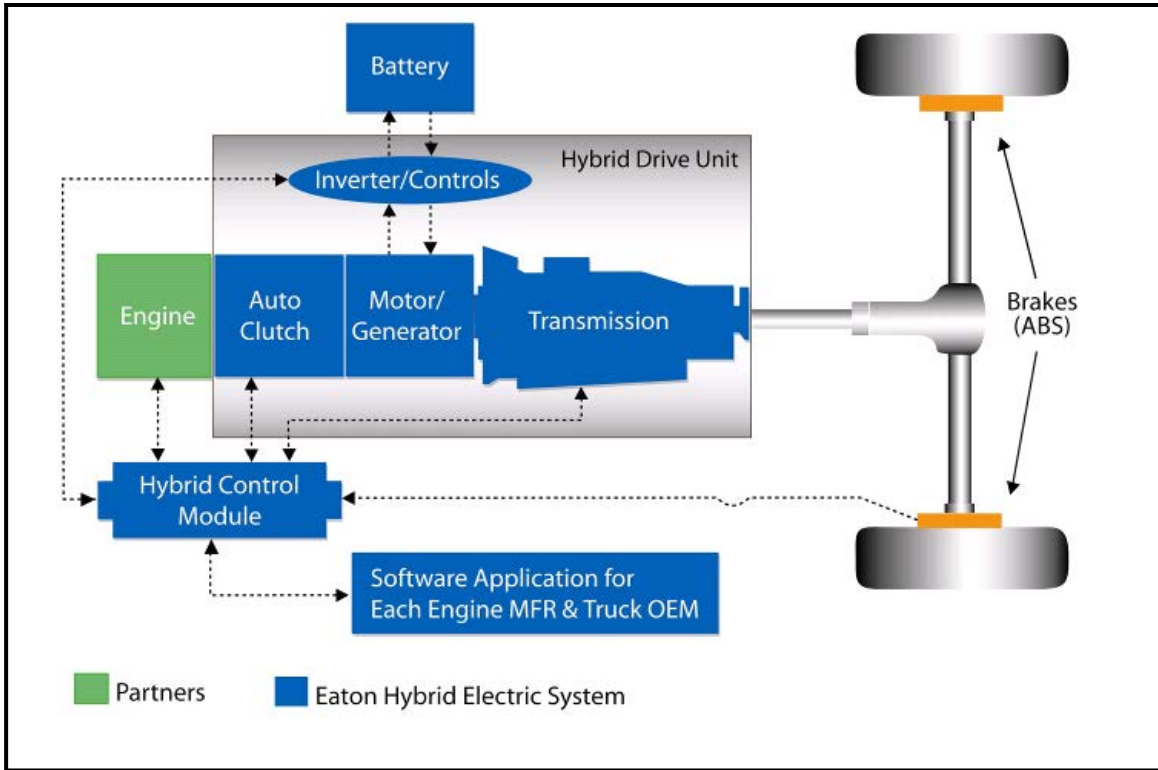 Battery
Hybrid Drive Unit
Inverter/Controls
Engine
Auto
Clutch
Motor/
Generator
Transmission
Brakes
(ABS)
Hybrid Control
Module
Software Application for
Each Engine MFR & Truck OEM
Partners
Eaton Hybrid Electric System